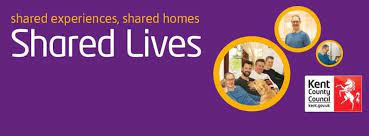 shared experiences, shared homes
Shared Lives
Kent
County
Council
kent.gov.uk